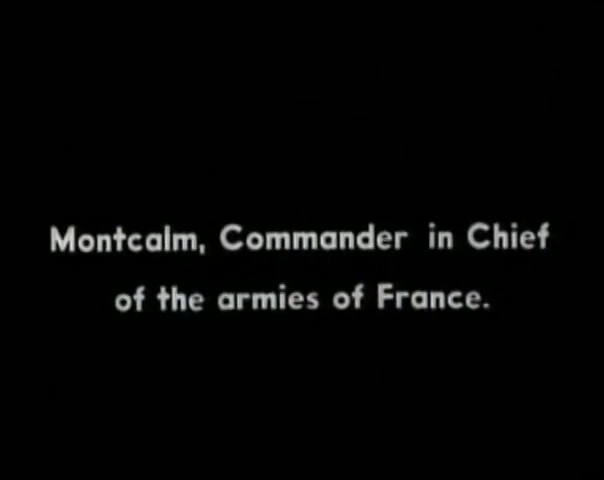 Montcalm, Commander in Chief
of the armies of France.